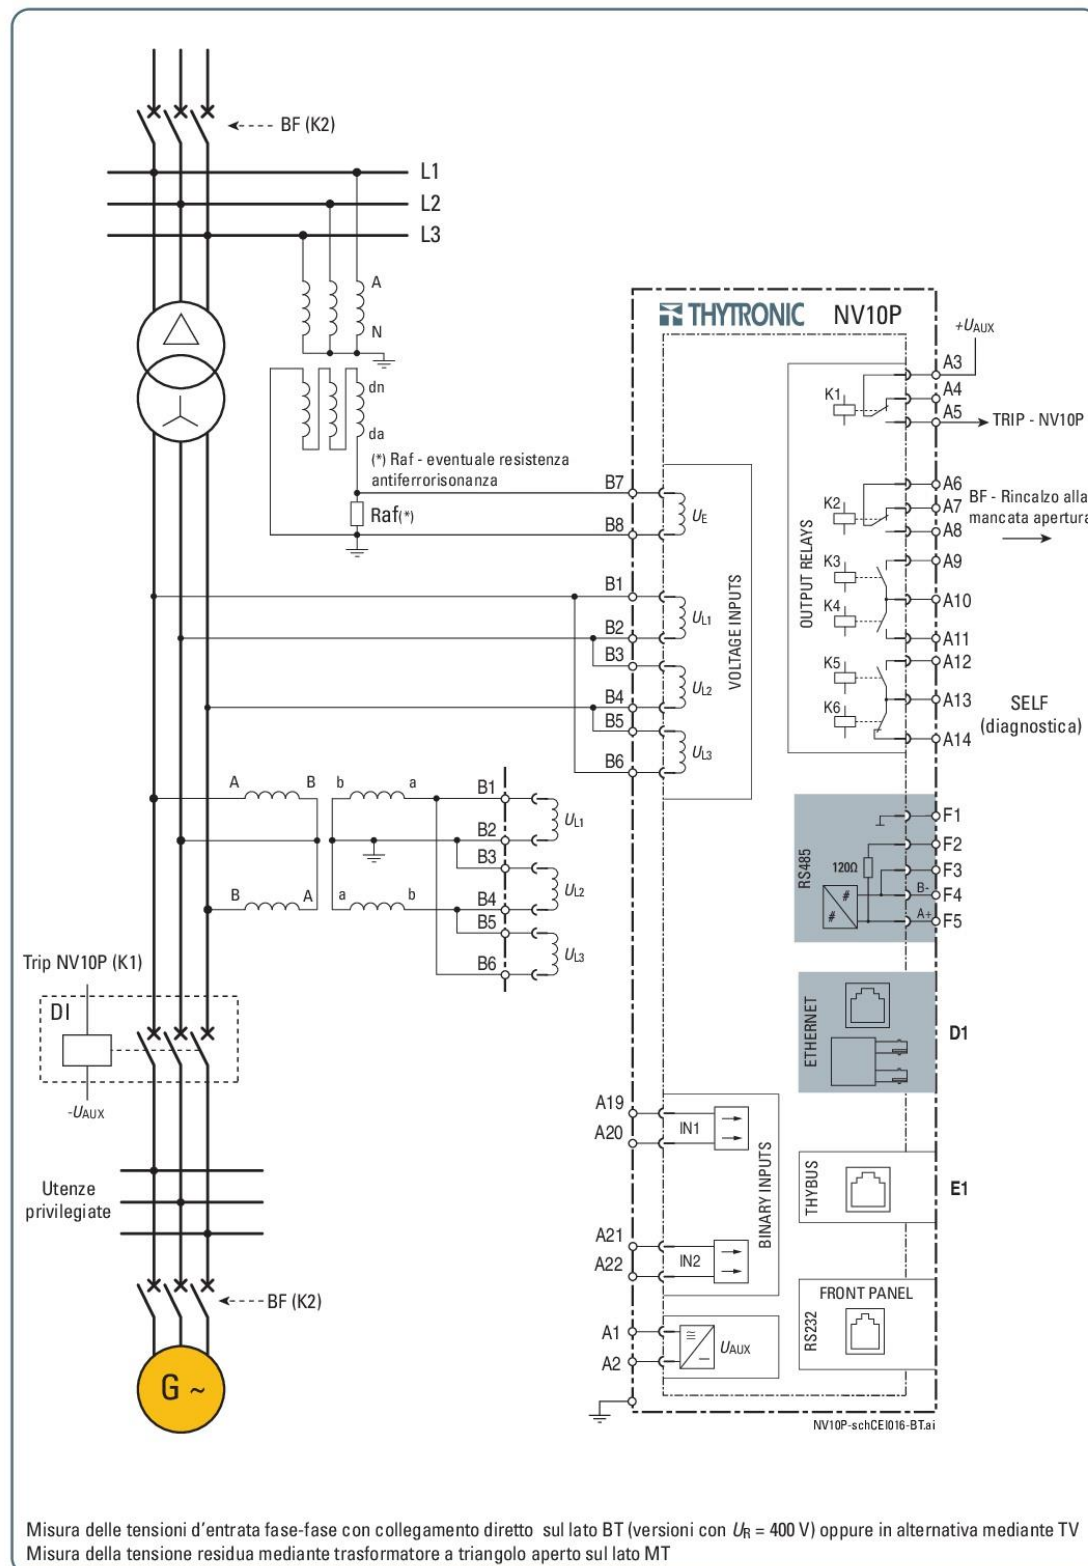 BF (K2)
L1
L2
L3
A
N
dn
da
(*) Raf - eventuale resistenza
antiferrorisonanza
Raf(*)
THYTRONIC NV10P
+UAUX
A3
A4
A5
K1
TRIP - NV10P
A6
A7
A8
K2
BF - Rincalzo alla
mancata apertura
K3
A9
K4
A10
A11
K5
A12
K6
A13
A14
SELF
(diagnostica)
OUTPUT RELAYS
B7
B8
UE
B1
B2
B3
B4
B5
B6
UL1
UL2
UL3
VOLTAGE INPUTS
A B b a
B A a b
B1
B2
B3
B4
B5
B6
UL1
UL2
UL3
RS485
120Ω
#
#
B-
A+
F1
F2
F3
F4
F5
Trip NV10P (K1)
DI
-UAUX
ETHERNET
D1
Utenze
privilegiate
A19
A20
IN1
A21
A22
IN2
BINARY INPUTS
THYBUS
E1
BF (K2)
FRONT PANEL
RS232
A1
A2
≅
UAUX
G ~
NV10P-schCEI016-BT.ai
Misura delle tensioni d'entrata fase-fase con collegamento diretto sul lato BT (versioni con UR = 400 V) oppure in alternativa mediante TV
Misura della tensione residua mediante trasformatore a triangolo aperto sul lato MT